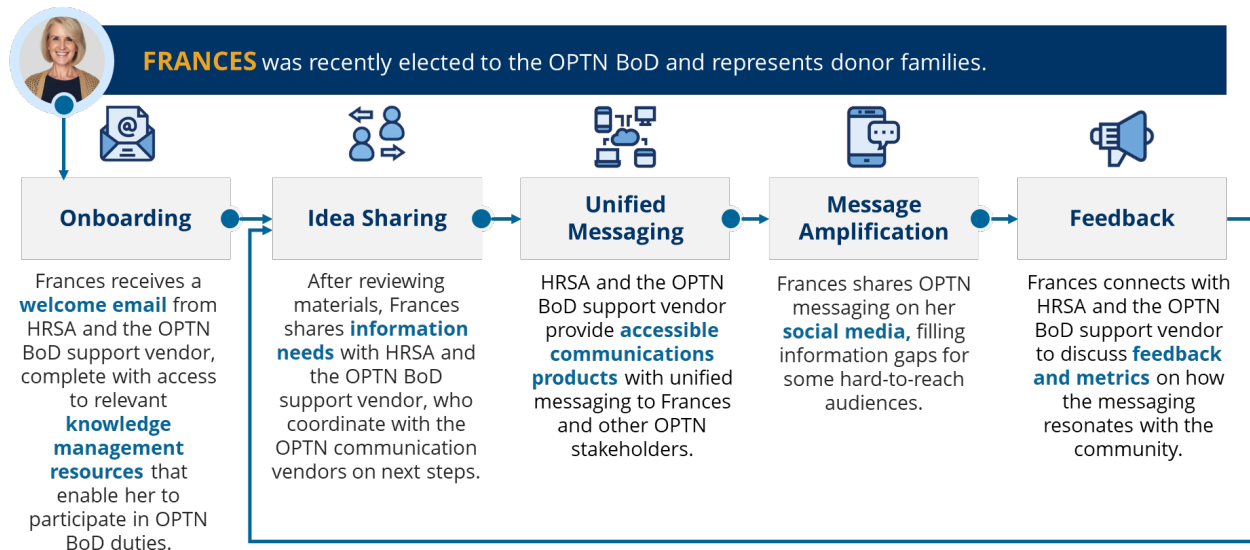 FRANCES was recently elected to the OPTN BoD and represents donor families.
@
Onboarding
Frances receives a
welcome email from
HRSA and the OPTN
BoD support vendor,
complete with access
to relevant
knowledge
management
resources that
enable her to
participate in OPTN
BoD duties.
Idea Sharing
After reviewing
materials, Frances
shares information
needs with HRSA and
the OPTN BoD
support vendor, who
coordinate with the
OPTN communication
vendors on next steps.
Unified
Messaging
HRSA and the OPTN
BoD support vendor
provide accessible
communications
products with unified
messaging to Frances
and other OPTN
stakeholders.
Message
Amplification
Frances shares OPTN
messaging on her
social media, filling
information gaps for
some hard-to-reach
audiences.
Feedback
Frances connects with
HRSA and the OPTN
BoD support vendor
to discuss feedback
and metrics on how
the messaging
resonates with the
community.